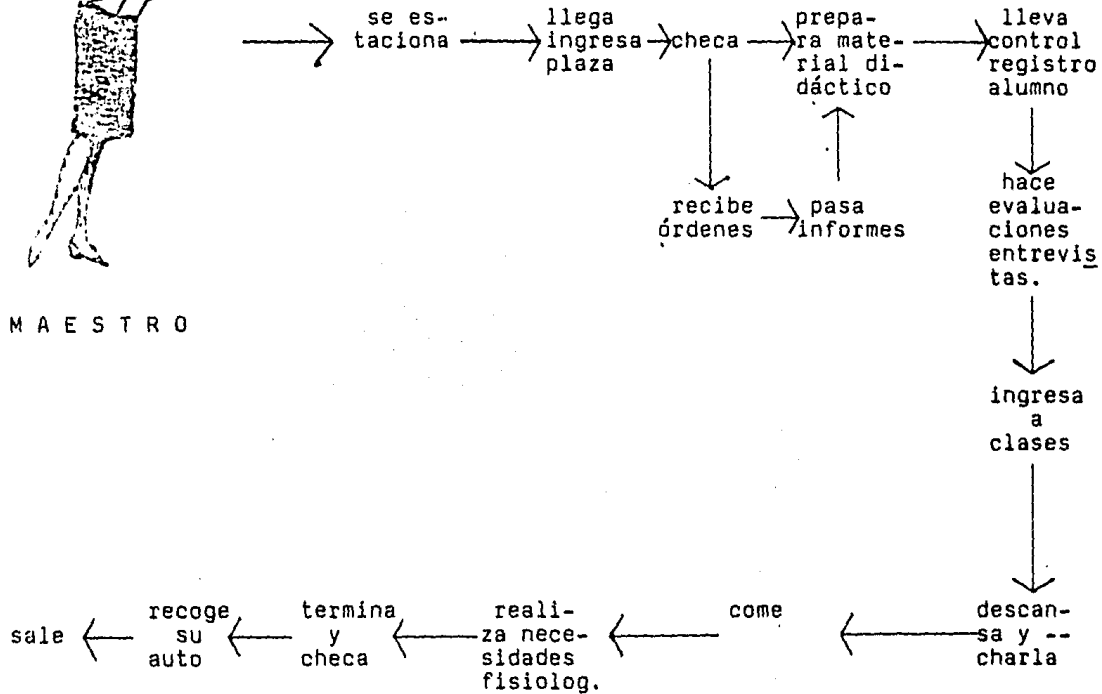 se es-
taciona
llega
ingresa
plaza
checa
prepa-
ra mate-
rial di-
dáctico
lleva
control
registro
alumno
recibe
órdenes
pasa
informes
hace
evalua-
ciones
entrevis
tas.
MAESTRO
ingresa
a
clases
descan-
sa y --
charla
come
reali-
za nece-
sidades
fisiolog.
termina
y
checa
recoge
su
auto
sale